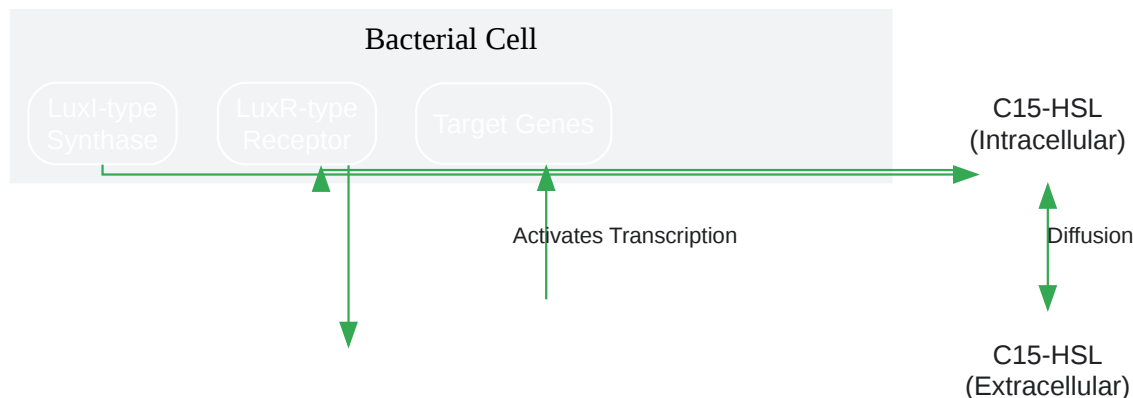 Bacterial Cell
LuxI-type
Synthase
LuxR-type
Receptor
Target Genes
C15-HSL
(Intracellular)
Activates Transcription
Diffusion
C15-HSL
(Extracellular)